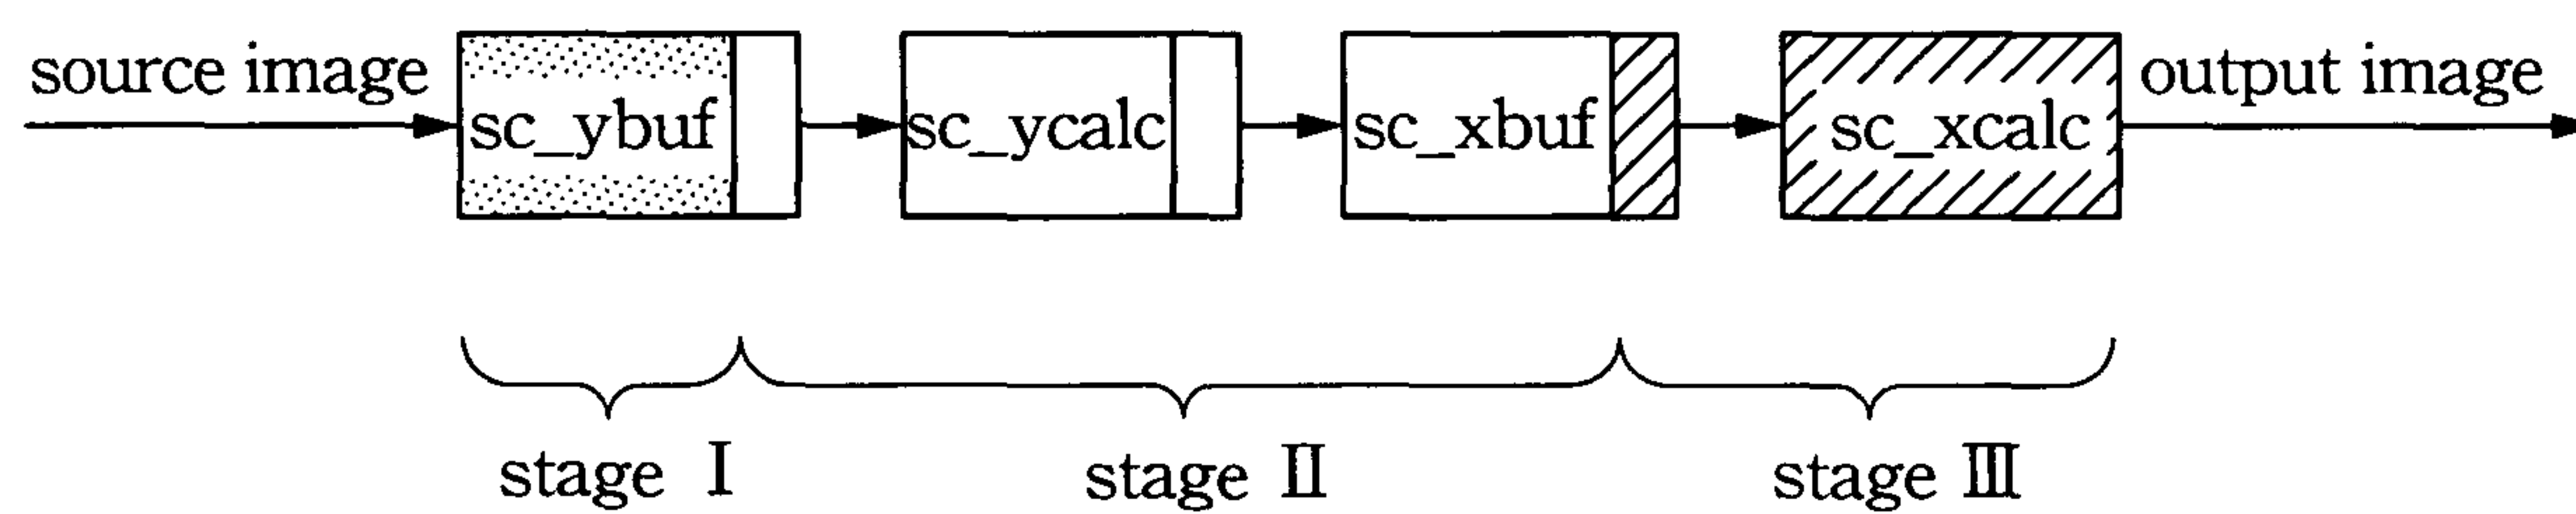 source image
sc_ybuf
sc_ycalc
sc_xbuf
sc_xcalc
output image
stage Ⅰ
stage Ⅱ
stage Ⅲ